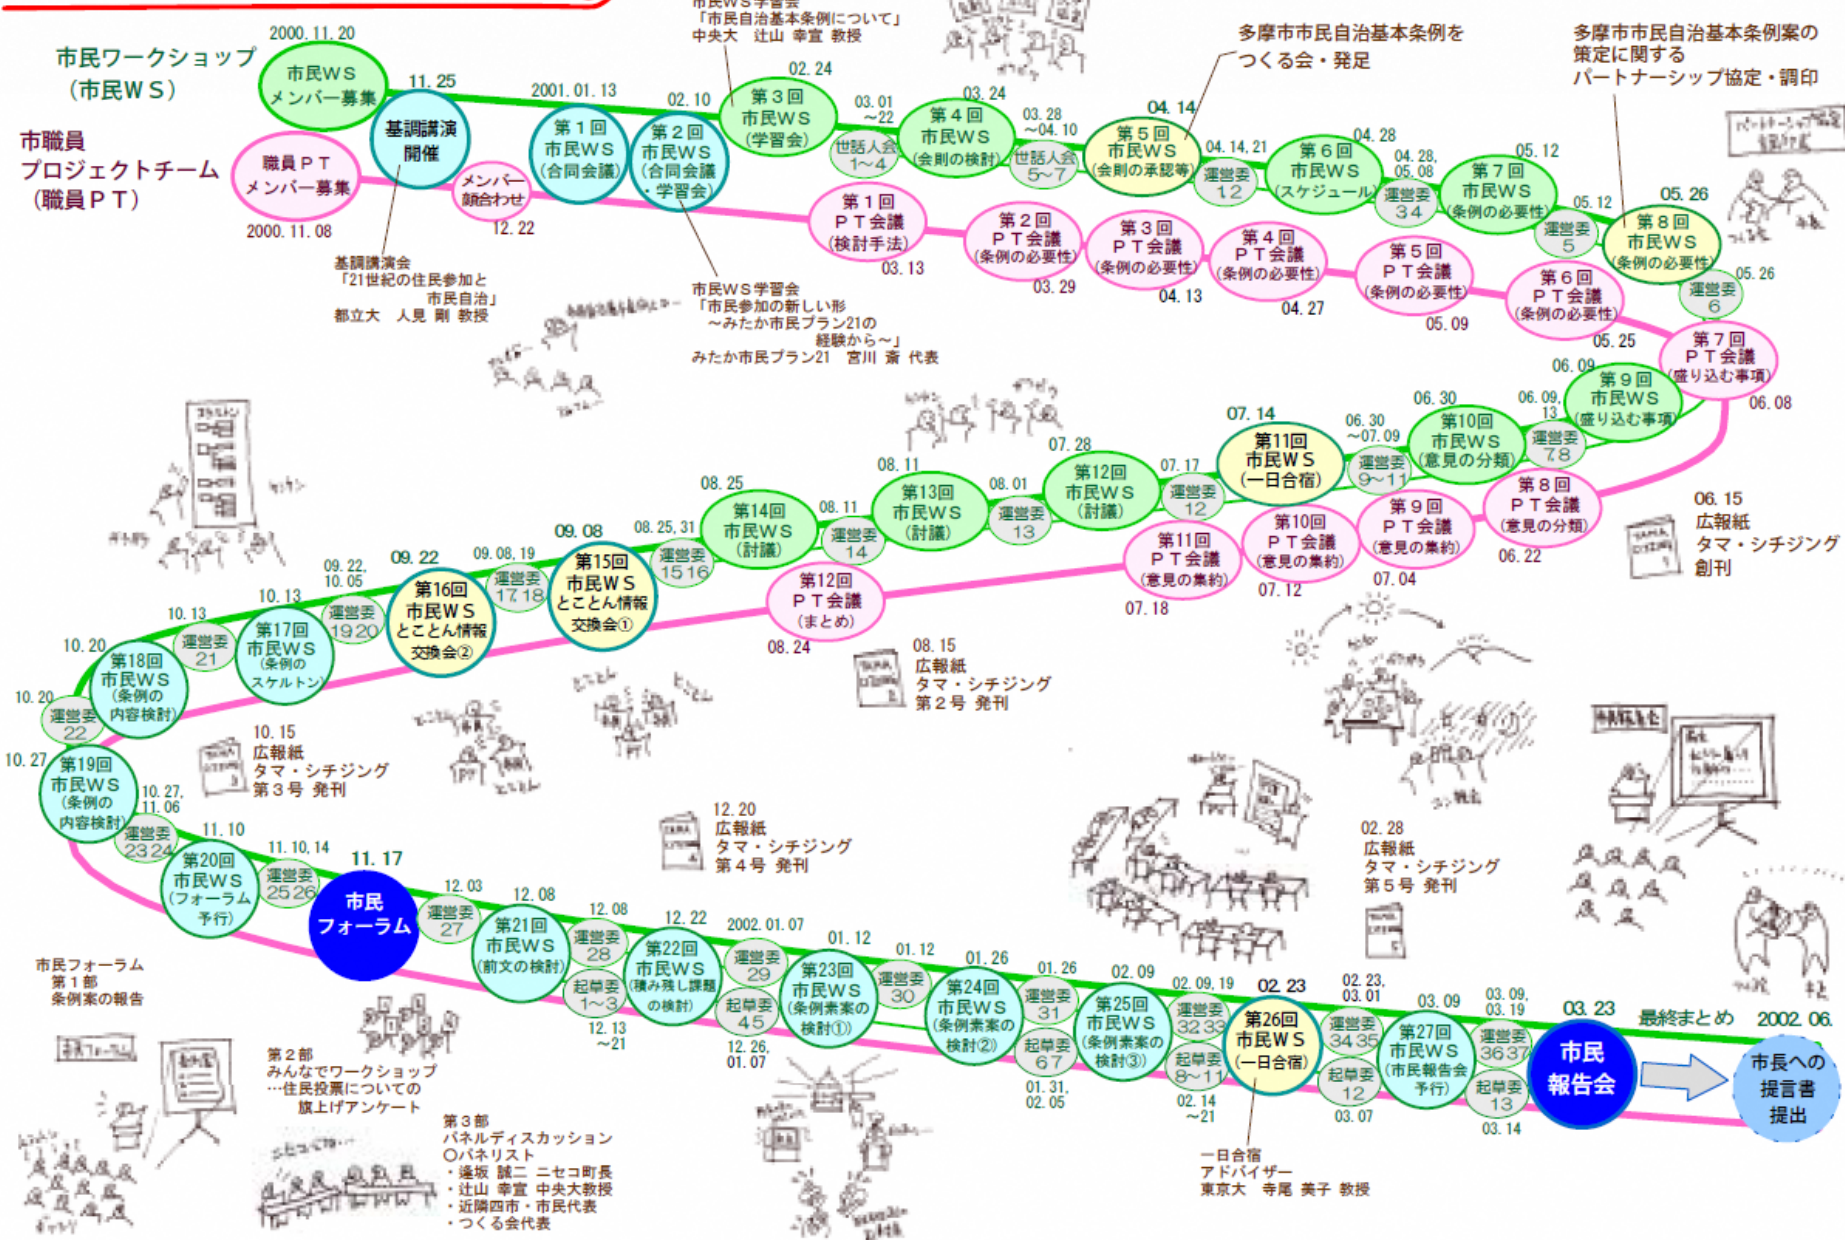 市民WS学習会
「市民自治基本条例について」
中央大 辻山 幸宣 教授
多摩市市民自治基本条例を
つくる会・発足
多摩市市民自治基本条例案の
策定に関する
パートナーシップ協定・調印
市民ワークショップ
(市民WS)
市職員
プロジェクトチーム
(職員PT)
2000.11.20
市民WS
メンバー募集
職員PT
メンバー募集
2000.11.08
11.25
基調講演
開催
メンバー
顔合わせ
12.22
2001.01.13
第1回
市民WS
(合同会議)
02.10
第2回
市民WS
(合同会議
・学習会)
02.24
第3回
市民WS
(学習会)
03.01
~22
世話人会
1~4
03.24
第4回
市民WS
(会則の検討)
03.28
~04.10
世話人会
5~7
04.14
第5回
市民WS
(会則の承認等)
04.14,21
運営委
1,2
04.28
第6回
市民WS
(スケジュール)
04.28,
05.08
運営委
3 4
05.12
第7回
市民WS
(条例の必要性)
05.12
運営委
5
05.26
第8回
市民WS
(条例の必要性)
05.26
運営委
6
第1回
PT会議
(検討手法)
03.13
第2回
PT会議
(条例の必要性)
03.29
第3回
PT会議
(条例の必要性)
04.13
第4回
PT会議
(条例の必要性)
04.27
第5回
PT会議
(条例の必要性)
05.09
第6回
PT会議
(条例の必要性)
05.25
第7回
PT会議
(盛り込む事項)
06.08
基調講演会
「21世紀の住民参加と
市民自治」
都立大 人見 剛 教授
市民WS学習会
「市民参加の新しい形
~みたか市民プラン21の
経験から~」
みたか市民プラン21 宮川 斎 代表
06.09
第9回
市民WS
(盛り込む事項)
06.09,
13
運営委
7,8
06.30
第10回
市民WS
(意見の分類)
06.30
~07.09
運営委
9~11
07.14
第11回
市民WS
(一日合宿)
07.17
運営委
12
07.28
第12回
市民WS
(討議)
08.01
運営委
13
08.11
第13回
市民WS
(討議)
08.11
運営委
14
08.25
第14回
市民WS
(討議)
08.25,31
運営委
15 16
09.08
第15回
市民WS
とことん情報
交換会①
09.08,19
運営委
17,18
09.22
第16回
市民WS
とことん情報
交換会②
09.22,
10.05
運営委
19 20
10.13
第17回
市民WS
(条例の
スケルトン)
10.13
運営委
21
10.20
第18回
市民WS
(条例の
内容検討)
10.20
運営委
22
第8回
PT会議
(意見の分類)
06.22
第9回
PT会議
(意見の集約)
07.04
第10回
PT会議
(意見の集約)
07.12
第11回
PT会議
(意見の集約)
07.18
第12回
PT会議
(まとめ)
08.24
06.15
広報紙
タマ・シチジング
創刊
08.15
広報紙
タマ・シチジング
第2号 発刊
10.15
広報紙
タマ・シチジング
第3号 発刊
12.20
広報紙
タマ・シチジング
第4号 発刊
02.28
広報紙
タマ・シチジング
第5号 発刊
10.27
第19回
市民WS
(条例の
内容検討)
10.27,
11.06
運営委
23 24
11.10
第20回
市民WS
(フォーラム
予行)
11.10,14
運営委
25 26
11.17
市民
フォーラム
12.03
運営委
27
12.08
第21回
市民WS
(前文の検討)
12.08
運営委
28
起草委
1~3
12.13
~21
12.22
第22回
市民WS
(積み残し課題
の検討)
2002.01.07
運営委
29
起草委
4 5
12.26,
01.07
01.12
第23回
市民WS
(条例素案の
検討①)
01.12
運営委
30
01.26
第24回
市民WS
(条例素案の
検討②)
01.26
運営委
31
起草委
6 7
01.31,
02.05
02.09
第25回
市民WS
(条例素案の
検討③)
02.09,19
運営委
32 33
起草委
8~11
02.14
~21
02.23
第26回
市民WS
(一日合宿)
02.23,
03.01
運営委
34 35
起草委
12
03.07
03.09
第27回
市民WS
(市民報告会
予行)
03.09,
03.19
運営委
36 37
起草委
13
03.14
03.23
市民
報告会
最終まとめ
2002.06.
市長への
提言書
提出
市民フォーラム
第1部
条例案の報告
第2部
みんなでワークショップ
…住民投票についての
旗上げアンケート
第3部
パネルディスカッション
○パネリスト
・逢坂 誠二 ニセコ町長
・辻山 幸宣 中央大教授
・近隣四市・市民代表
・つくる会代表
一日合宿
アドバイザー
東京大 寺尾 美子 教授